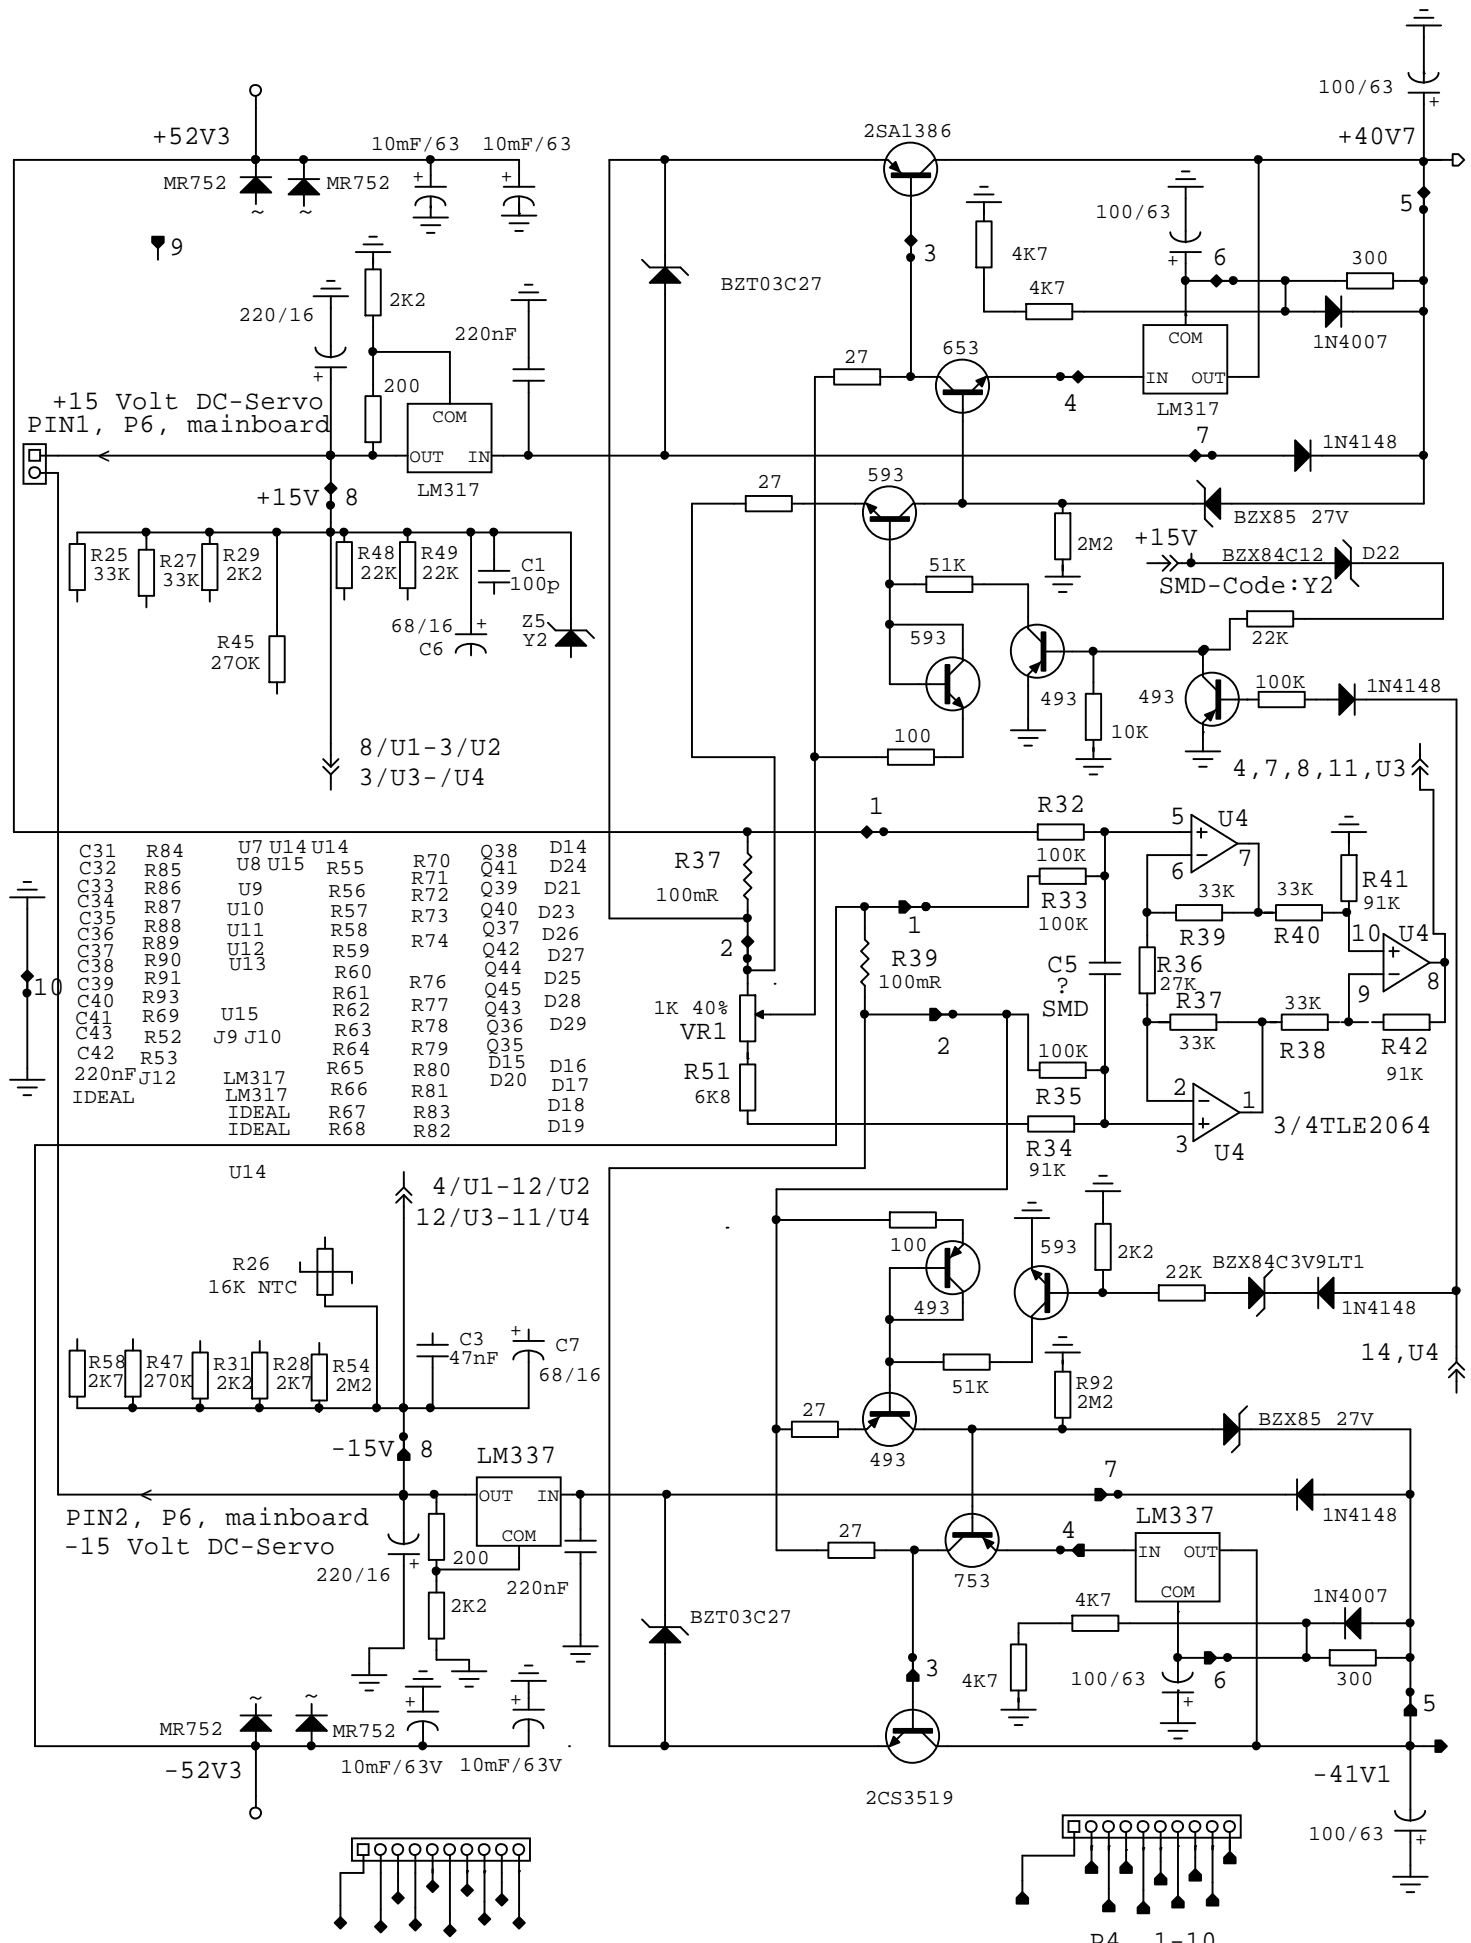 100/63
+
+52V3
10mF/63 10mF/63
2SA1386
+40V7
MR752
MR752
+
+
~
~
9
3
100/63
5
4K7
6
300
+
BZT03C27
4K7
2K2
220/16
220nF
1N4007
COM
IN OUT
LM317
27
653
4
+
200
+15 Volt DC-Servo
PIN1, P6, mainboard
COM
OUT IN
LM317
7
1N4148
+15V 8
27
593
BZX85 27V
2M2
+15V
BZX84C12 D22
SMD-Code:Y2
R25
33K
R27
33K
R29
2K2
R48
22K
R49
22K
C1
100p
51K
22K
R45
270K
68/16
+
C6
Z5
Y2
593
493
10K
493
100K
1N4148
100
8/U1-3/U2
3/U3-/U4
4,7,8,11,U3
1
R32
100K
5
+
U4
6
−
7
R37
100mR
R33
100K
1
33K
R39
33K
R40
R41
91K
10
+
U4
9
−
8
2
R39
100mR
C5
?
SMD
R36
27K
R37
33K
33K
R38
R42
91K
1K 40%
VR1
2
R51
6K8
100K
R35
2
−
1
+
3
U4
R34
91K
3/4TLE2064
10
C31
C32
C33
C34
C35
C36
C37
C38
C39
C40
C41
C43
C42
220nF
IDEAL
R84
R85
R86
R87
R88
R89
R90
R91
R93
R69
R52
R53
J12
U7 U14 U14
U8 U15
U9
U10
U11
U12
U13
U15
J9 J10
LM317
LM317
IDEAL
IDEAL
U14
R55
R56
R57
R58
R59
R60
R61
R62
R63
R64
R65
R66
R67
R68
R70
R71
R72
R73
R74
R76
R77
R78
R79
R80
R81
R83
R82
Q38
Q41
Q39
Q40
Q37
Q42
Q44
Q45
Q43
Q36
Q35
D15
D20
D14
D24
D21
D23
D26
D27
D25
D28
D29
D16
D17
D18
D19
4/U1-12/U2
12/U3-11/U4
R26
16K NTC
100
493
593
2K2
22K
BZX84C3V9LT1
1N4148
14,U4
R58
2K7
R47
270K
R31
2K2
R28
2K7
R54
2M2
C3
47nF
+
C7
68/16
51K
R92
2M2
27
493
BZX85 27V
-15V 8
LM337
OUT IN
COM
7
1N4148
PIN2, P6, mainboard
-15 Volt DC-Servo
220/16
+
200
2K2
220nF
27
753
4
LM337
IN OUT
COM
BZT03C27
4K7
1N4007
3
4K7
100/63
6
300
+
5
~
~
MR752
MR752
+
+
-52V3
10mF/63V 10mF/63V
2CS3519
-41V1
100/63
+
P4 1-10